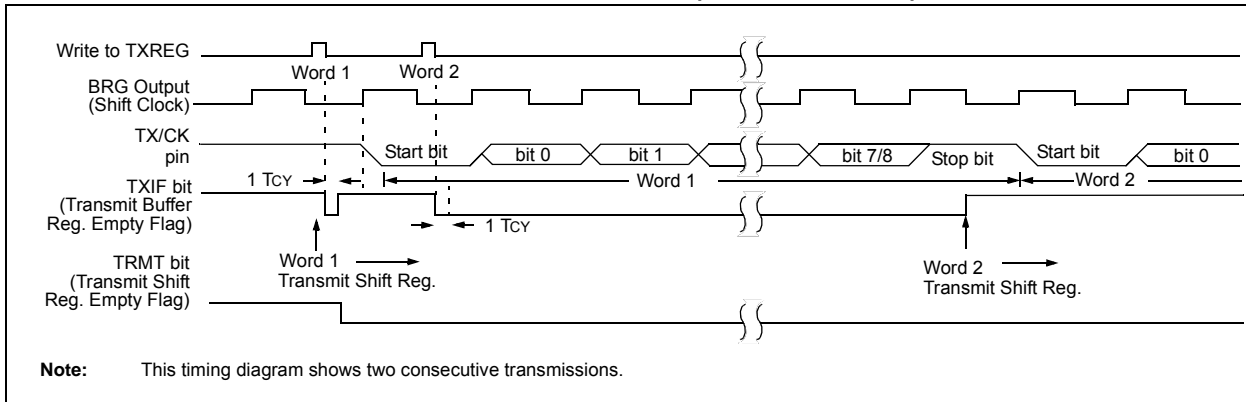 Write to TXREG
Word 1
Word 2
BRG Output
(Shift Clock)
TX/CK
pin
Start bit
bit 0
bit 1
bit 7/8
Stop bit
Start bit
bit 0
Word 1
Word 2
1 TCY
TXIF bit
(Transmit Buffer
Reg. Empty Flag)
1 TCY
Word 1
Transmit Shift Reg.
Word 2
Transmit Shift Reg.
TRMT bit
(Transmit Shift
Reg. Empty Flag)
Note: This timing diagram shows two consecutive transmissions.